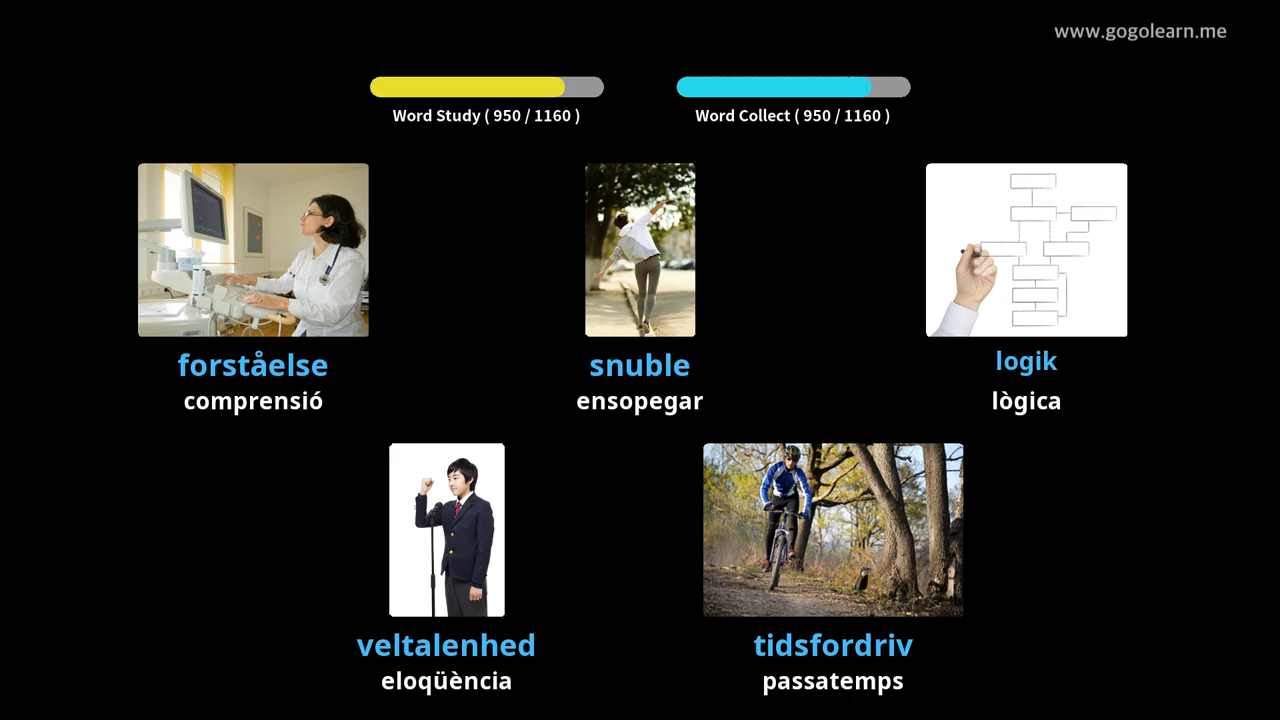 www.gogolearn.me
Word Study ( 950 / 1160 )
Word Collect ( 950 / 1160 )
forståelse
comprensió
snuble
ensopegar
logik
lògica
veltalenhed
eloqüència
tidsfordriv
passatemps